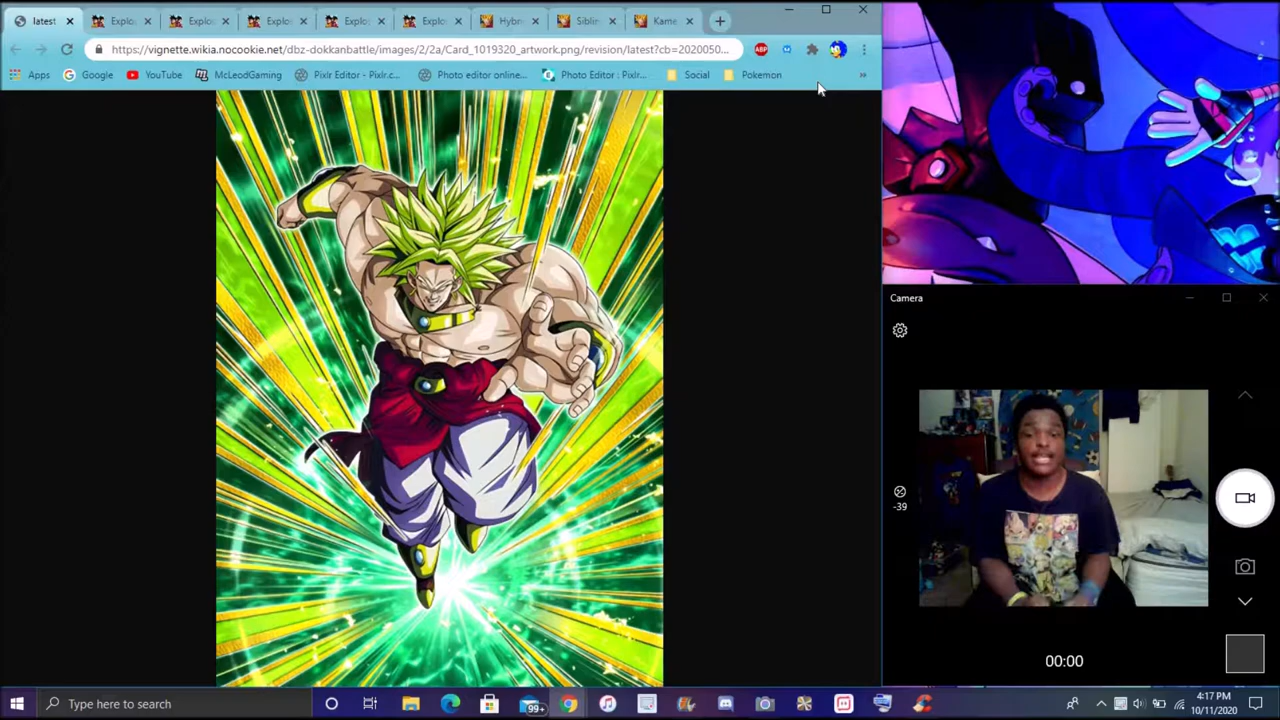 latest
Explo
Explos
Explo
Explo
Explo
Hybr
Siblin
Kame
https://vignette.wikia.nocookie.net/dbz-dokkanbattle/images/2/2a/Card_1019320_artwork.png/revision/latest?cb=2020050...
ABP
Apps
Google
YouTube
McLeodGaming
Pixlr Editor - Pixlr.c...
Photo editor online...
Photo Editor : Pixlr...
Social
Pokemon
»
Camera
-39
00:00
Type here to search
99+
4:17 PM
10/11/2020